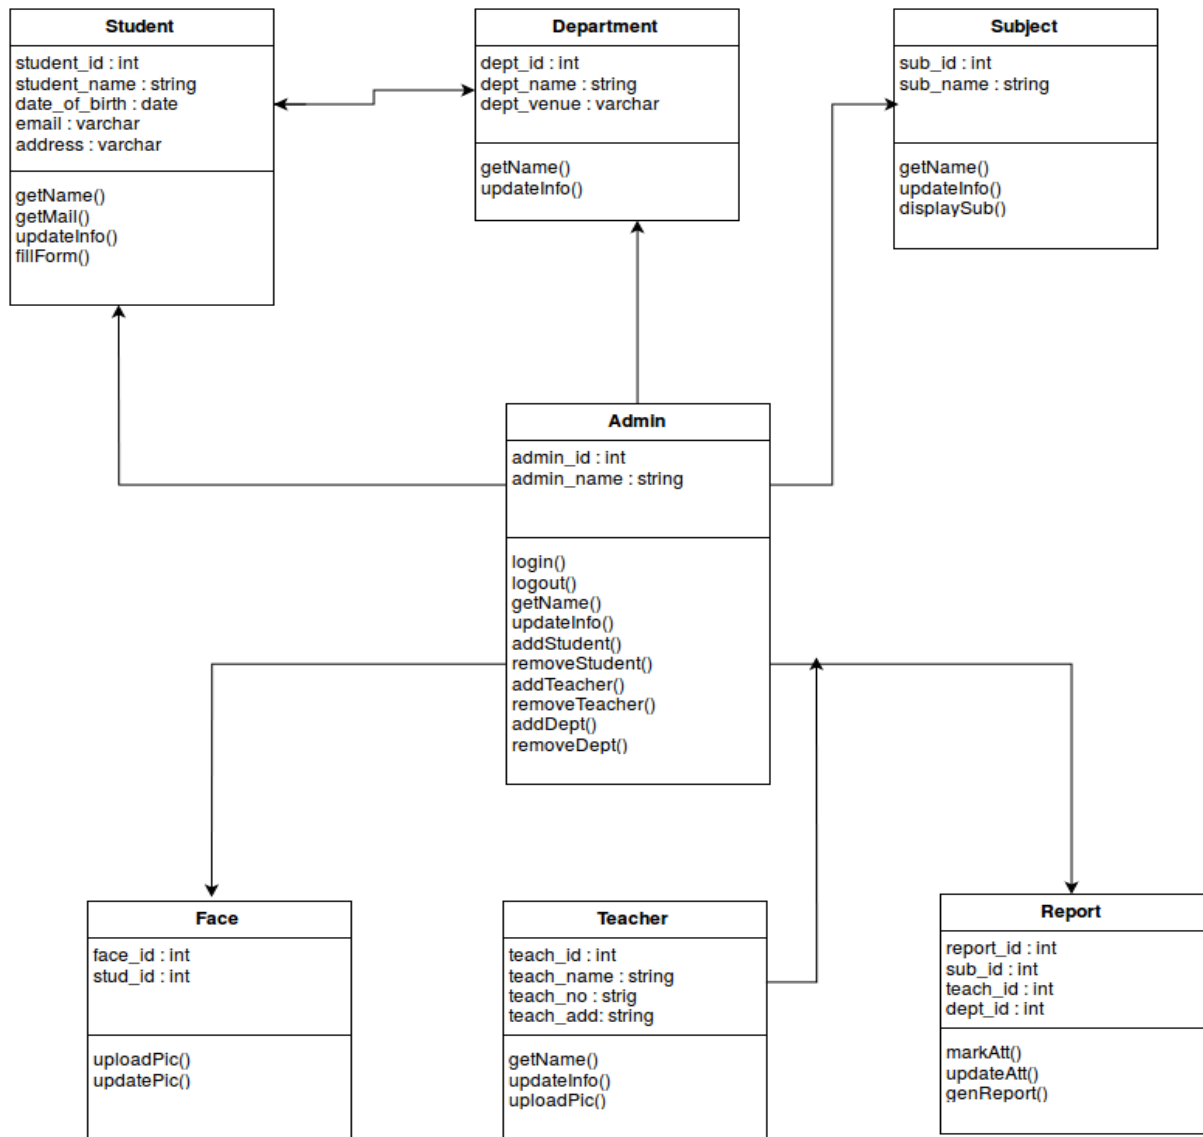 Student
student_id : int
student_name : string
date_of_birth : date
email : varchar
address : varchar
getName()
getMail()
updateInfo()
fillForm()
Department
dept_id : int
dept_name : string
dept_venue : varchar
getName()
updateInfo()
Subject
sub_id : int
sub_name : string
getName()
updateInfo()
displaySub()
Admin
admin_id : int
admin_name : string
login()
logout()
getName()
updateInfo()
addStudent()
removeStudent()
addTeacher()
removeTeacher()
addDept()
removeDept()
Face
face_id : int
stud_id : int
uploadPic()
updatePic()
Teacher
teach_id : int
teach_name : string
teach_no : strig
teach_add: string
getName()
updateInfo()
uploadPic()
Report
report_id : int
sub_id : int
teach_id : int
dept_id : int
markAtt()
updateAtt()
genReport()